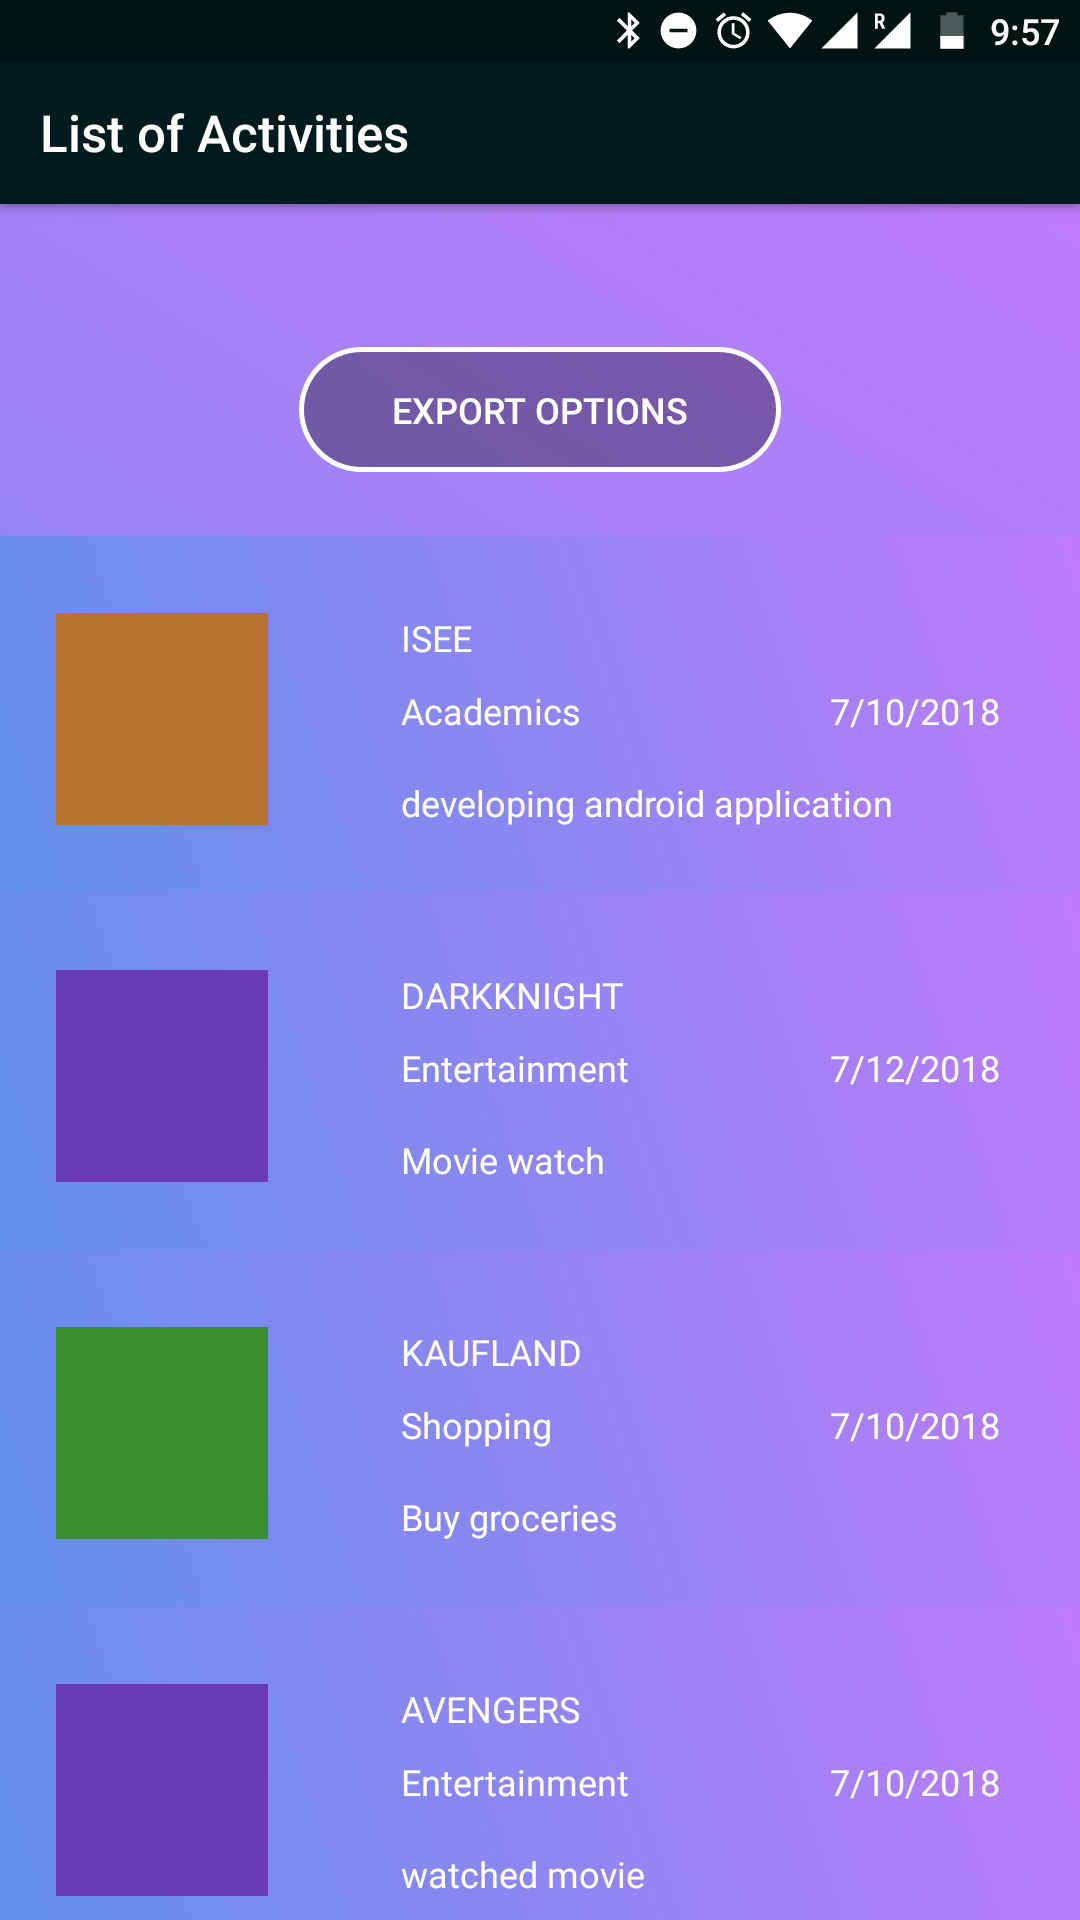 R 9:57
List of Activities
EXPORT OPTIONS
ISEE
Academics 7/10/2018
developing android application
DARKKNIGHT
Entertainment 7/12/2018
Movie watch
KAUFLAND
Shopping 7/10/2018
Buy groceries
AVENGERS
Entertainment 7/10/2018
watched movie